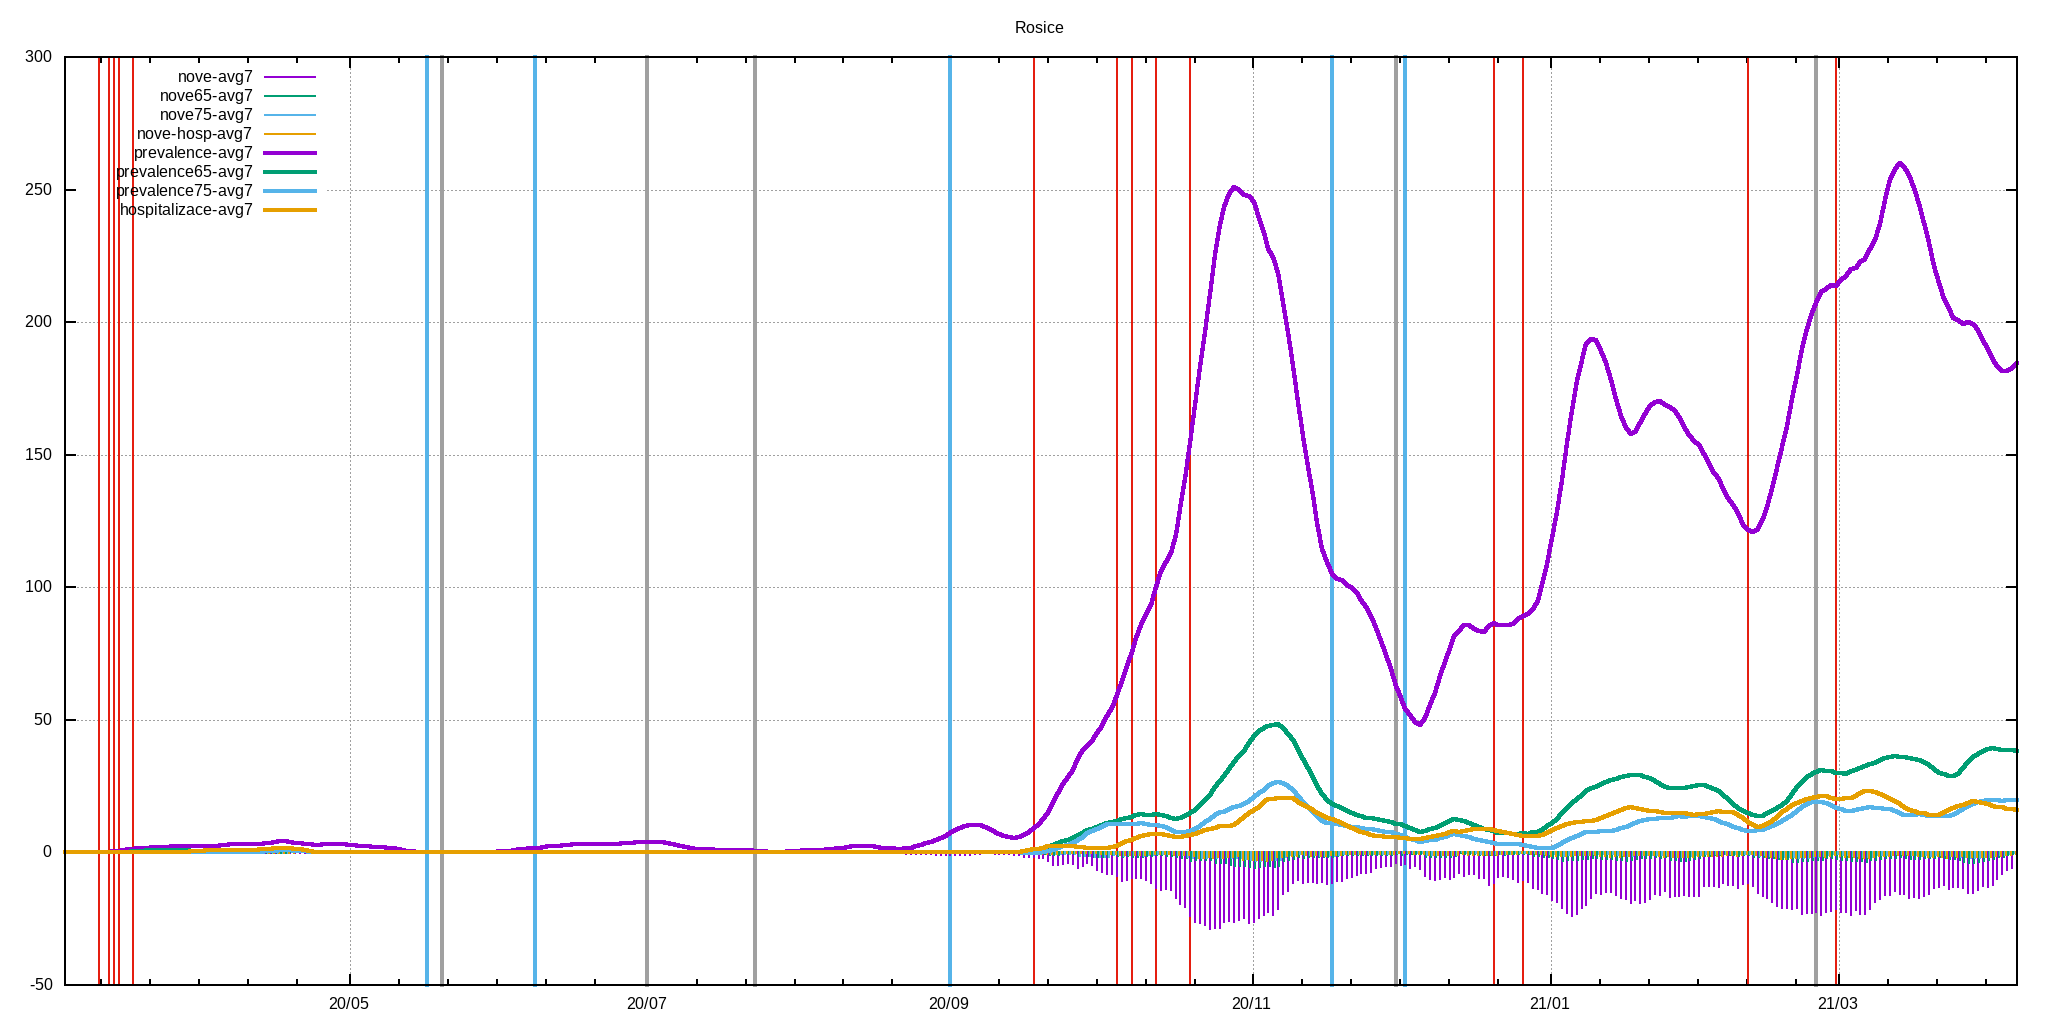 Rosice
300
250
200
150
100
50
0
-50
nove-avg7
nove65-avg7
nove75-avg7
nove-hosp-avg7
prevalence-avg7
prevalence65-avg7
prevalence75-avg7
hospitalizace-avg7
20/05 20/07 20/09 20/11 21/01 21/03